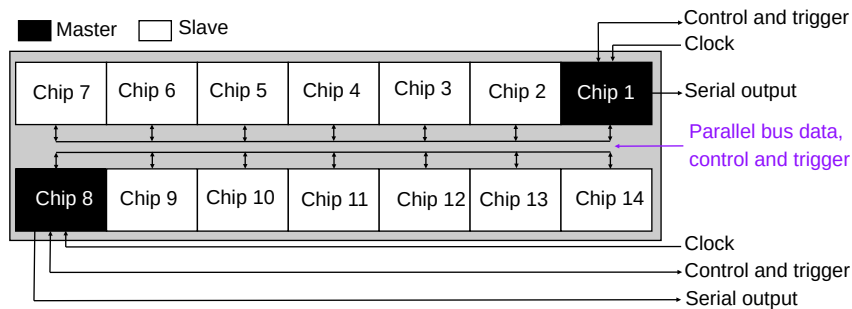 Master
Slave
Control and trigger
Clock
Chip 7
Chip 6
Chip 5
Chip 4
Chip 3
Chip 2
Chip 1
Serial output
Parallel bus data,
control and trigger
Chip 8
Chip 9
Chip 10
Chip 11
Chip 12
Chip 13
Chip 14
Clock
Control and trigger
Serial output